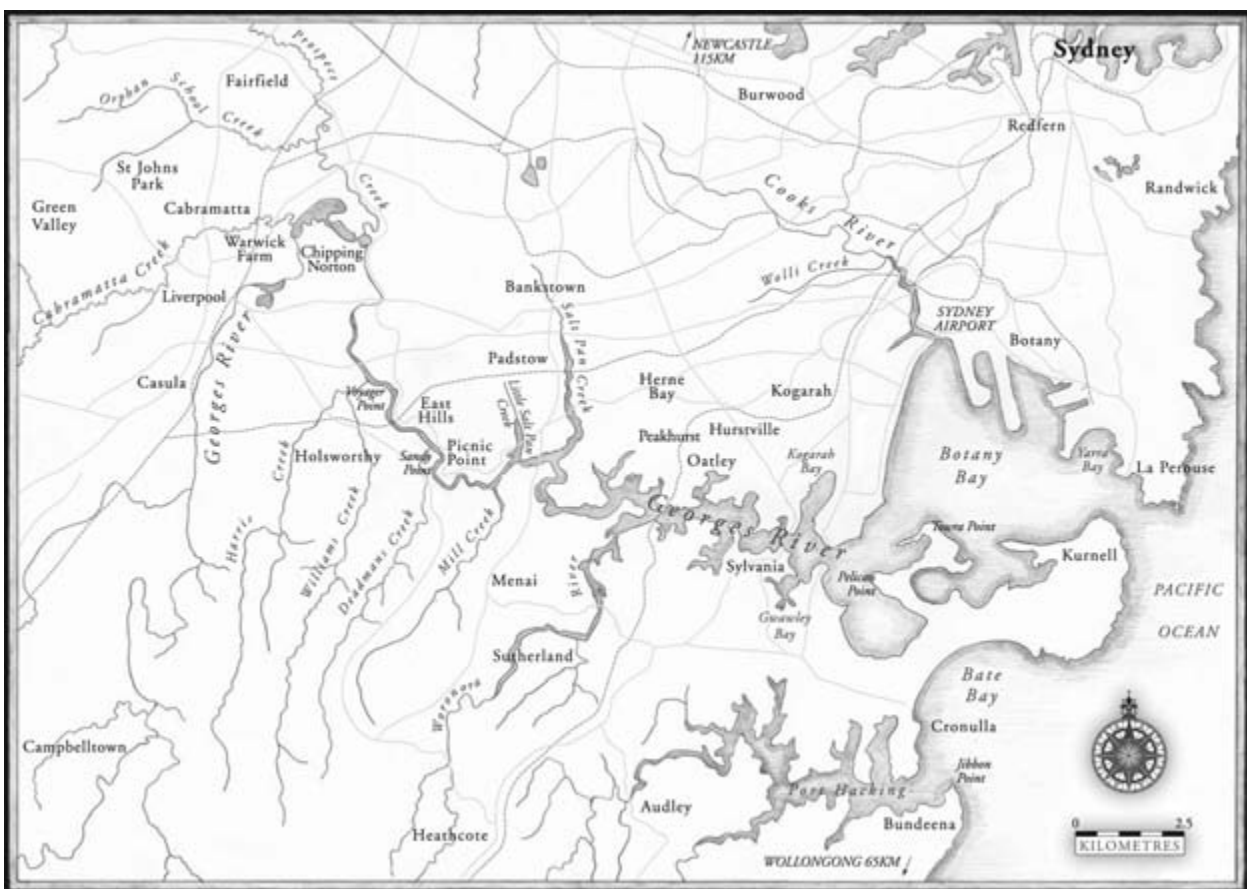 NEWCASTLE
115KM
Sydney
Prospect
Creek
Fairfield
Orphan School Creek
Burwood
Redfern
St Johns
Park
Randwick
Green
Valley
Cabramatta
Cooks River
Warwick
Farm
Chipping
Norton
Cabramatta Creek
Liverpool
Bankstown
Wolli Creek
Salt Pan Creek
SYDNEY
AIRPORT
Botany
Georges River
Padstow
Casula
Voyager
Point
Herne
Bay
Kogarah
East
Hills
Little Salt Pan
Creek
Peakhurst
Hurstville
Holsworthy
Sandy
Point
Picnic
Point
Oatley
Kogarah
Bay
Botany
Bay
Yarra
Bay
La Perouse
Harris
Creek
Williams Creek
Deadmans Creek
Mill Creek
Georges River
Towra Point
Kurnell
Menai
Sylvania
Pelican
Point
Gwawley
Bay
PACIFIC
OCEAN
Woronora
River
Sutherland
Bate
Bay
Cronulla
Campbelltown
Jibbon
Point
Port Hacking
Audley
Bundeena
Heathcote
0 2.5
KILOMETRES
WOLLONGONG 65KM